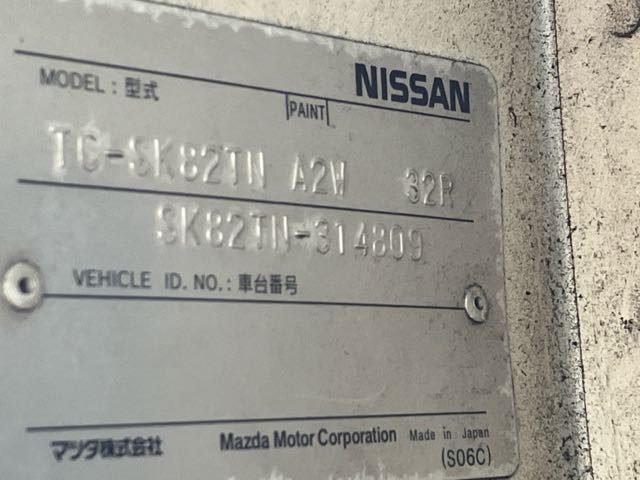 NISSAN
MODEL : 型式
PAINT
TC-SK82TN A2W 32R
SK82TN-314809
VEHICLE ID. NO. : 車台番号
マツダ株式会社 Mazda Motor Corporation Made in Japan
(S06C)